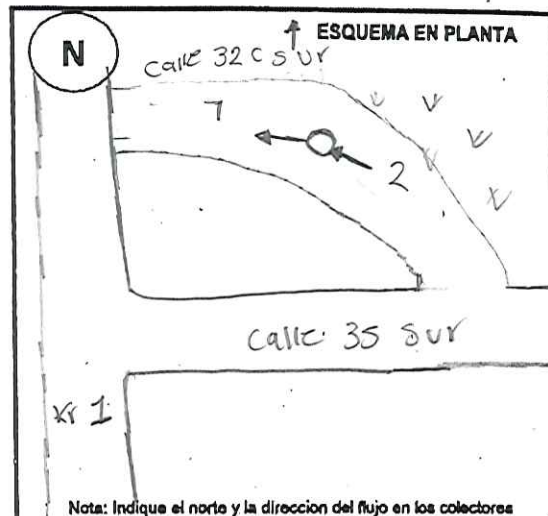 N
ESQUEMA EN PLANTA
Calle 32 C Sur
1
2
Calle 35 Sur
Kr 1
Nota: Indique el norte y la direccion del flujo en los colectores